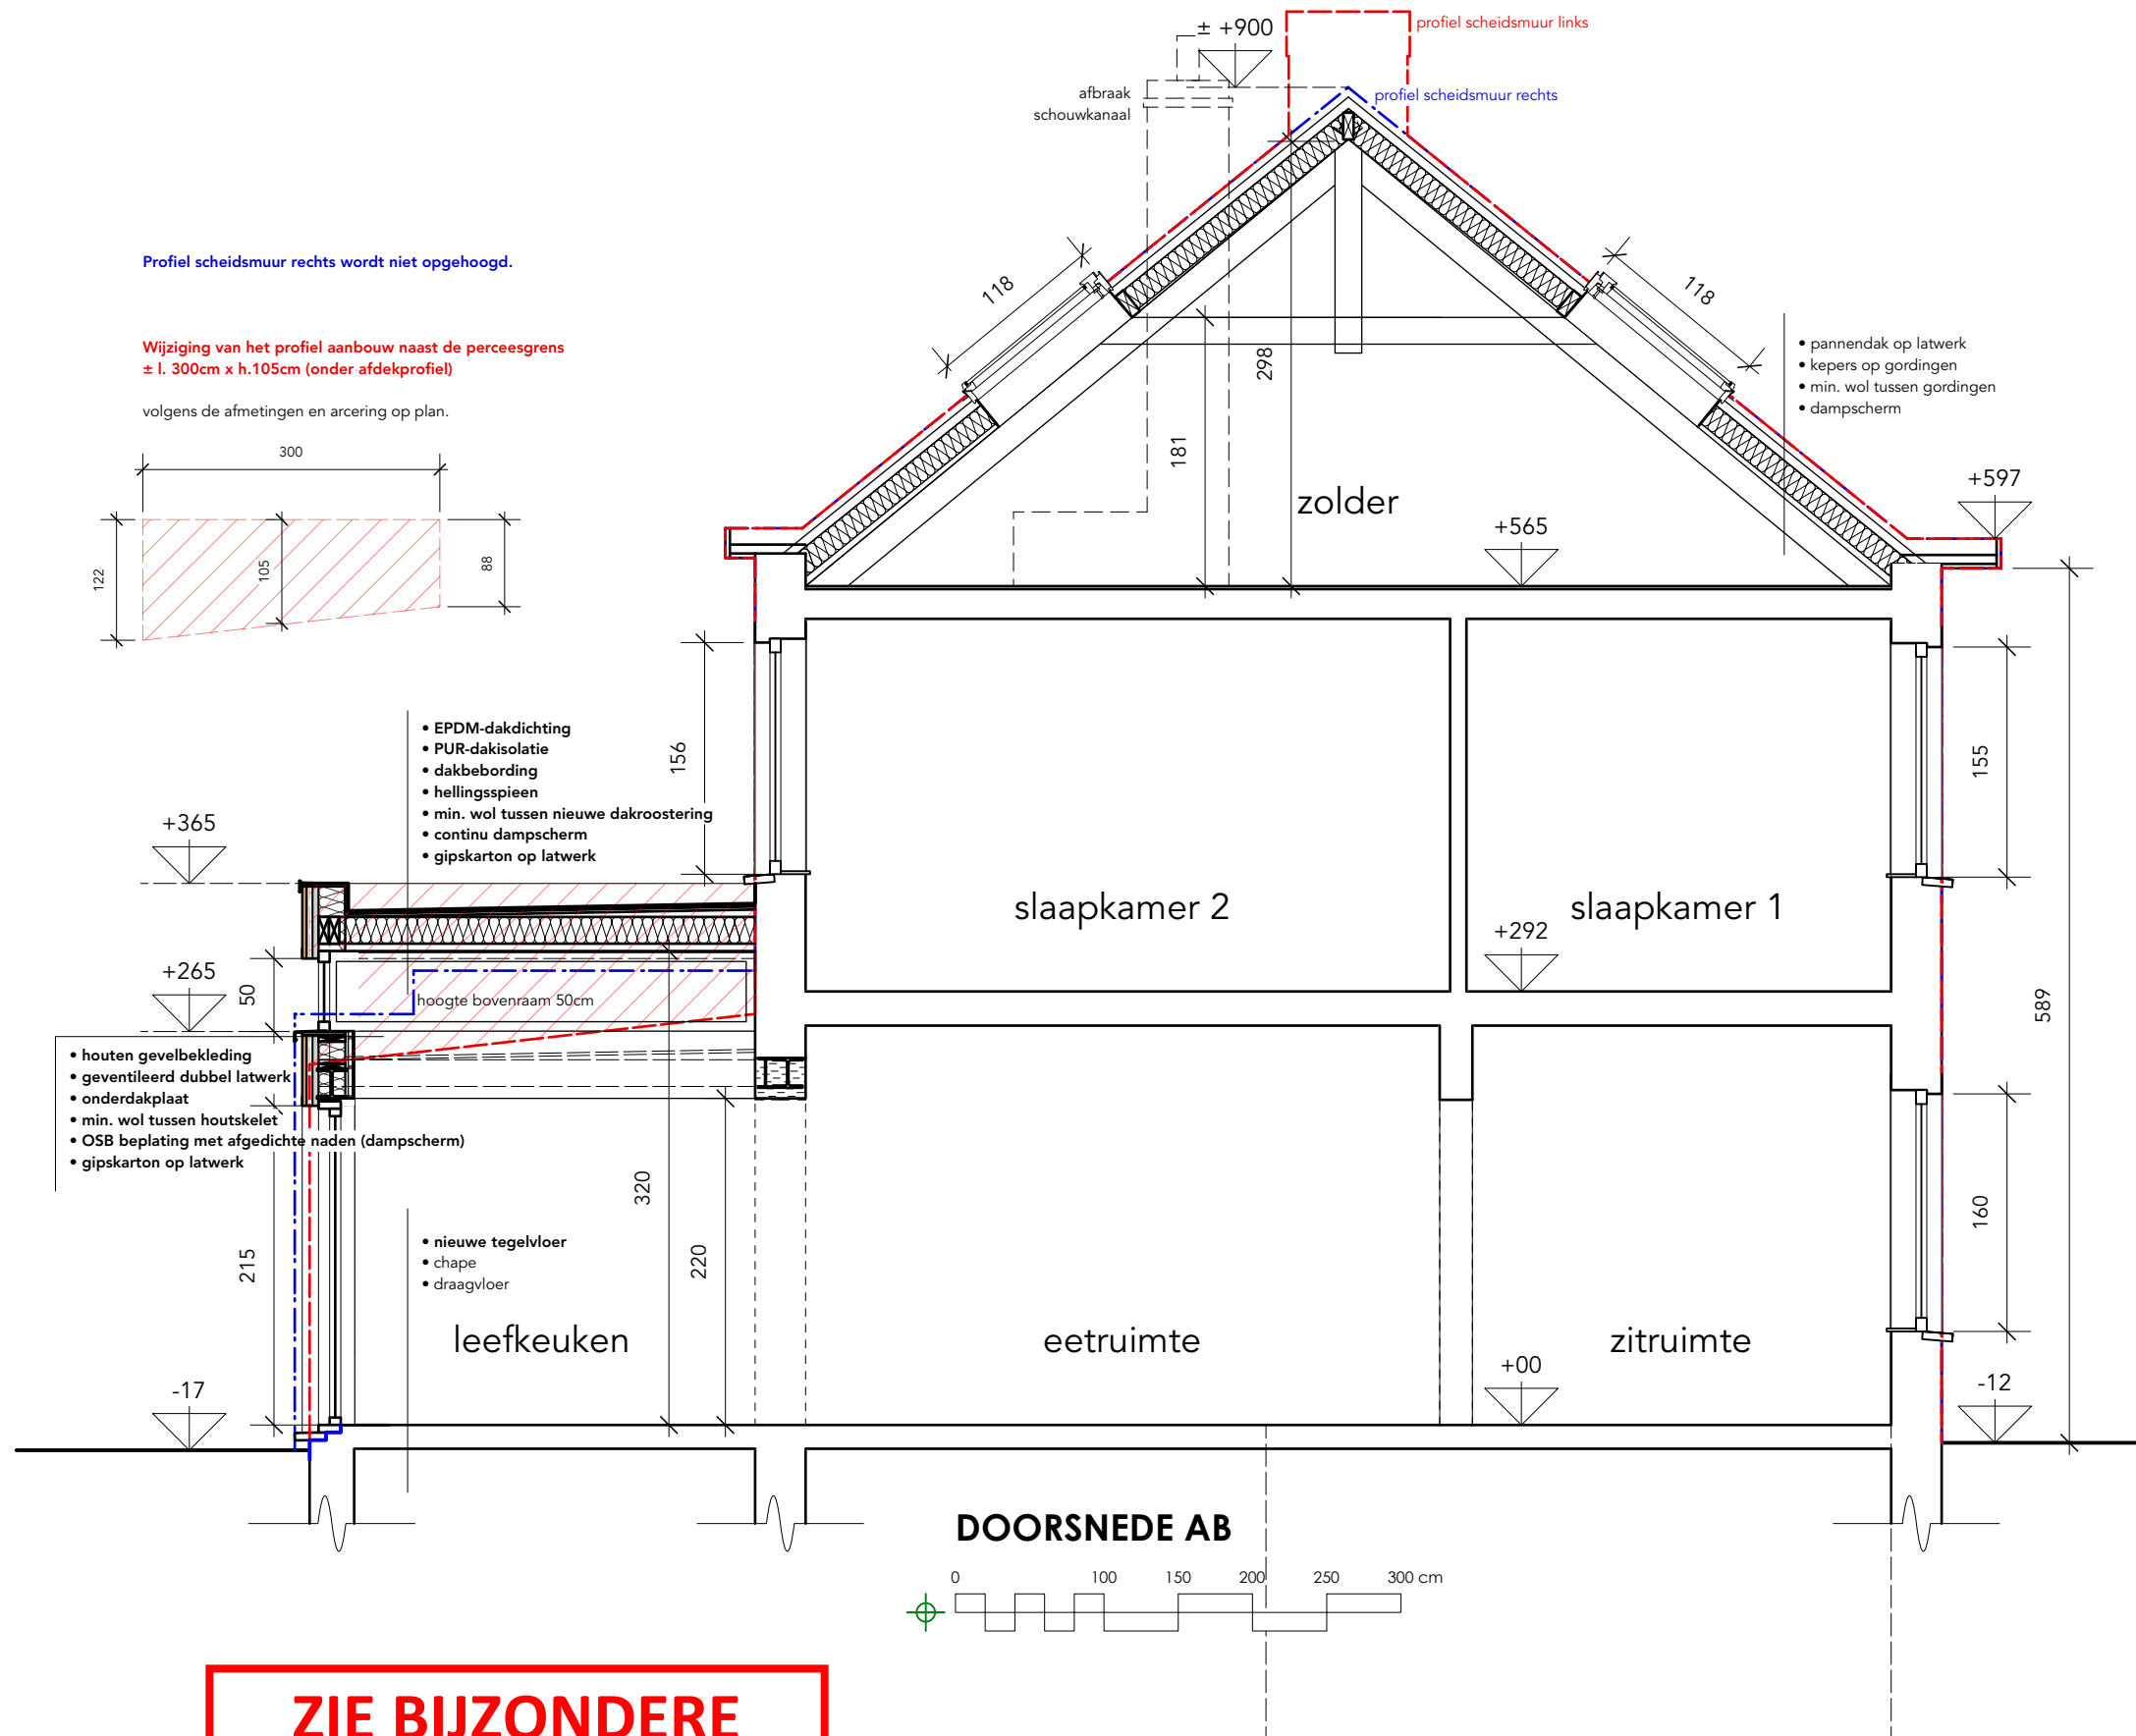 ± +900
profiel scheidsmuur links
afbraak
schouwkanaal
profiel scheidsmuur rechts
Profiel scheidsmuur rechts wordt niet opgehoogd.
118
118
Wijziging van het profiel aanbouw naast de perceesgrens
± l. 300cm x h.105cm (onder afdekprofiel)
volgens de afmetingen en arcering op plan.
• pannendak op latwerk
• kepers op gordingen
• min. wol tussen gordingen
• dampscherm
298
181
300
122
105
88
zolder
+565
+597
• EPDM-dakdichting
• PUR-dakisolatie
• dakbebording
• hellingsspieen
• min. wol tussen nieuwe dakroostering
• continu dampscherm
• gipskarton op latwerk
156
155
+365
slaapkamer 2
slaapkamer 1
+292
+265
50
hoogte bovenraam 50cm
589
• houten gevelbekleding
• geventileerd dubbel latwerk
• onderdakplaat
• min. wol tussen houtskelet
• OSB beplating met afgedichte naden (dampscherm)
• gipskarton op latwerk
320
220
215
160
• nieuwe tegelvloer
• chape
• draagvloer
leefkeuken
eetruimte
zitruimte
+00
-17
-12
DOORSNEDE AB
0 100 150 200 250 300 cm
ZIE BIJZONDERE